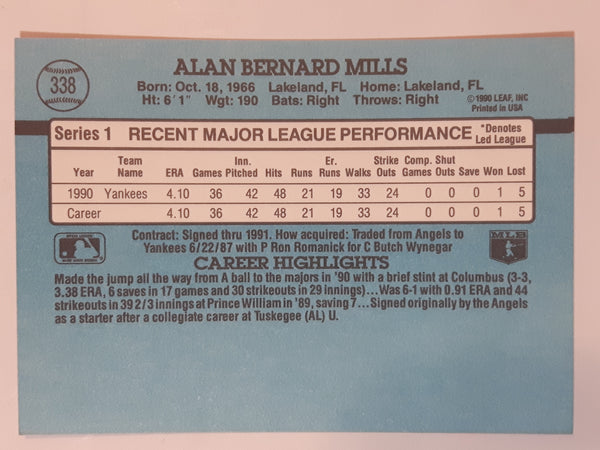 338
ALAN BERNARD MILLS
Born: Oct. 18, 1966 Lakeland, FL Home: Lakeland, FL
Ht: 6' 1" Wgt: 190 Bats: Right Throws: Right
©1990 LEAF, INC
Printed in USA
Series 1 RECENT MAJOR LEAGUE PERFORMANCE *Denotes Led League
Year Team Name ERA Games Inn. Pitched Hits Runs Er. Runs Walks Strike Outs Comp. Games Shut Outs Save Won Lost
1990 Yankees 4.10 36 42 48 21 19 33 24 0 0 0 1 5
Career 4.10 36 42 48 21 19 33 24 0 0 0 1 5
Contract: Signed thru 1991. How acquired: Traded from Angels to
Yankees 6/22/87 with P Ron Romanick for C Butch Wynegar
MLB
CAREER HIGHLIGHTS
Made the jump all the way from A ball to the majors in '90 with a brief stint at Columbus (3-3,
3.38 ERA, 6 saves in 17 games and 30 strikeouts in 29 innings)...Was 6-1 with 0.91 ERA and 44
strikeouts in 39 2/3 innings at Prince William in '89, saving 7...Signed originally by the Angels
as a starter after a collegiate career at Tuskegee (AL) U.